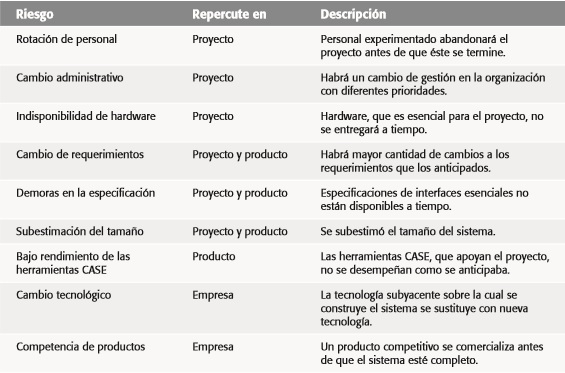 Riesgo Repercute en Descripción
Rotación de personal Proyecto Personal experimentado abandonará el
proyecto antes de que éste se termine.
Cambio administrativo Proyecto Habrá un cambio de gestión en la organización
con diferentes prioridades.
Indisponibilidad de hardware Proyecto Hardware, que es esencial para el proyecto, no
se entregará a tiempo.
Cambio de requerimientos Proyecto y producto Habrá mayor cantidad de cambios a los
requerimientos que los anticipados.
Demoras en la especificación Proyecto y producto Especificaciones de interfaces esenciales no
están disponibles a tiempo.
Subestimación del tamaño Proyecto y producto Se subestimó el tamaño del sistema.
Bajo rendimiento de las Producto Las herramientas CASE, que apoyan el proyecto,
herramientas CASE no se desempeñan como se anticipaba.
Cambio tecnológico Empresa La tecnología subyacente sobre la cual se
construye el sistema se sustituye con nueva
tecnología.
Competencia de productos Empresa Un producto competitivo se comercializa antes
de que el sistema esté completo.